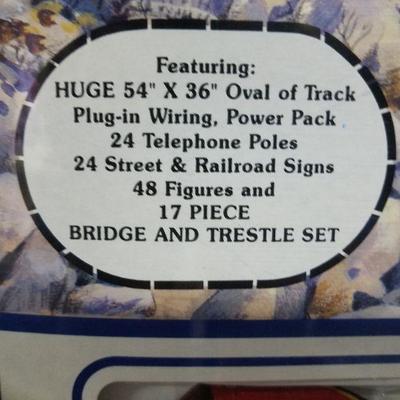 Featuring:
HUGE 54" X 36" Oval of Track
Plug-in Wiring, Power Pack
24 Telephone Poles
24 Street & Railroad Signs
48 Figures and
17 PIECE
BRIDGE AND TRESTLE SET